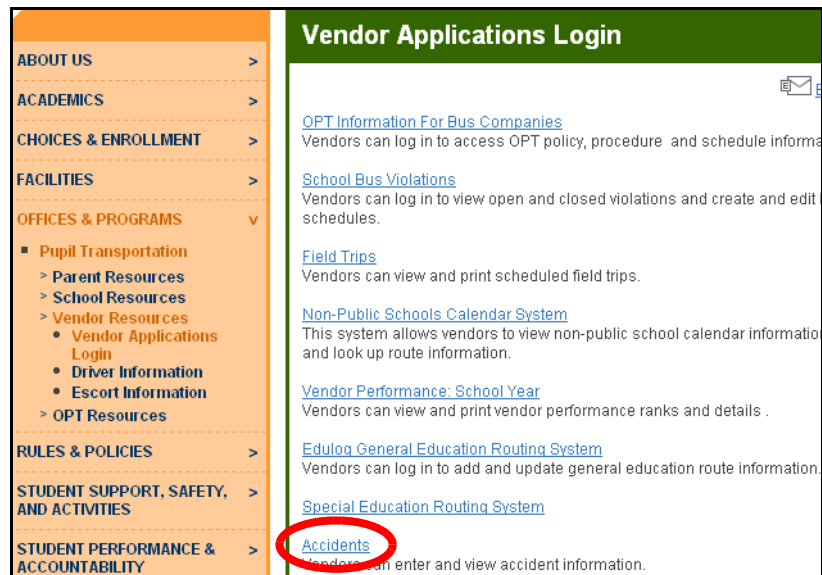 ABOUT US >
ACADEMICS >
CHOICES & ENROLLMENT >
FACILITIES >
OFFICES & PROGRAMS v
Pupil Transportation
> Parent Resources
> School Resources
> Vendor Resources
Vendor Applications
Login
Driver Information
Escort Information
> OPT Resources
RULES & POLICIES >
STUDENT SUPPORT, SAFETY, >
AND ACTIVITIES
STUDENT PERFORMANCE & >
ACCOUNTABILITY
Vendor Applications Login
OPT Information For Bus Companies
Vendors can log in to access OPT policy, procedure and schedule informa
School Bus Violations
Vendors can log in to view open and closed violations and create and edit
schedules.
Field Trips
Vendors can view and print scheduled field trips.
Non-Public Schools Calendar System
This system allows vendors to view non-public school calendar informatio
and look up route information.
Vendor Performance: School Year
Vendors can view and print vendor performance ranks and details .
Edulog General Education Routing System
Vendors can log in to add and update general education route information.
Special Education Routing System
Accidents
Vendors can enter and view accident information.